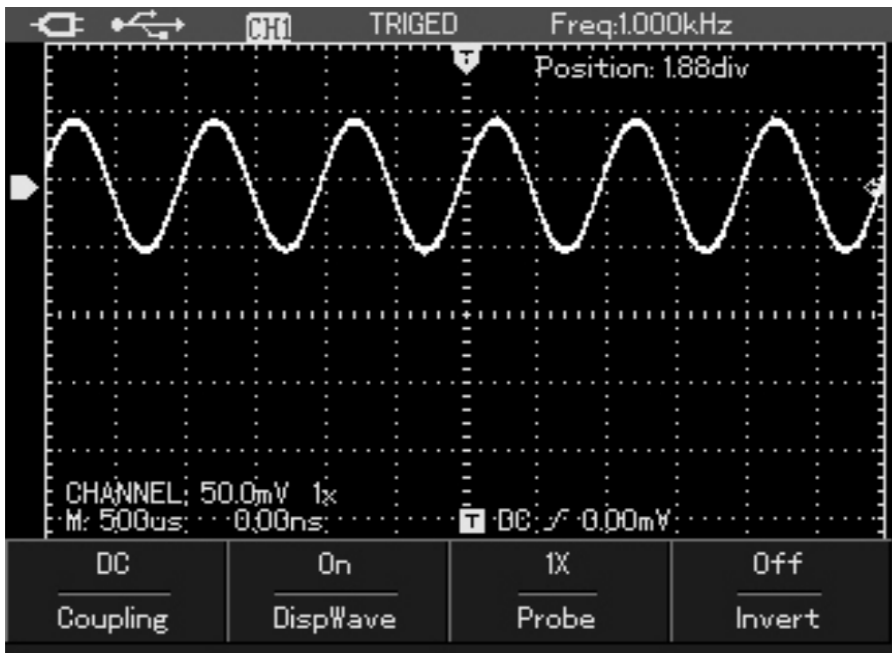 CH1 TRIGED Freq:1.000kHz
T
Position: 1.88div
CHANNEL: 50.0mV 1x
M: 500us 0.00ns T DC 0.00mV
DC On 1X Off
Coupling DispWave Probe Invert